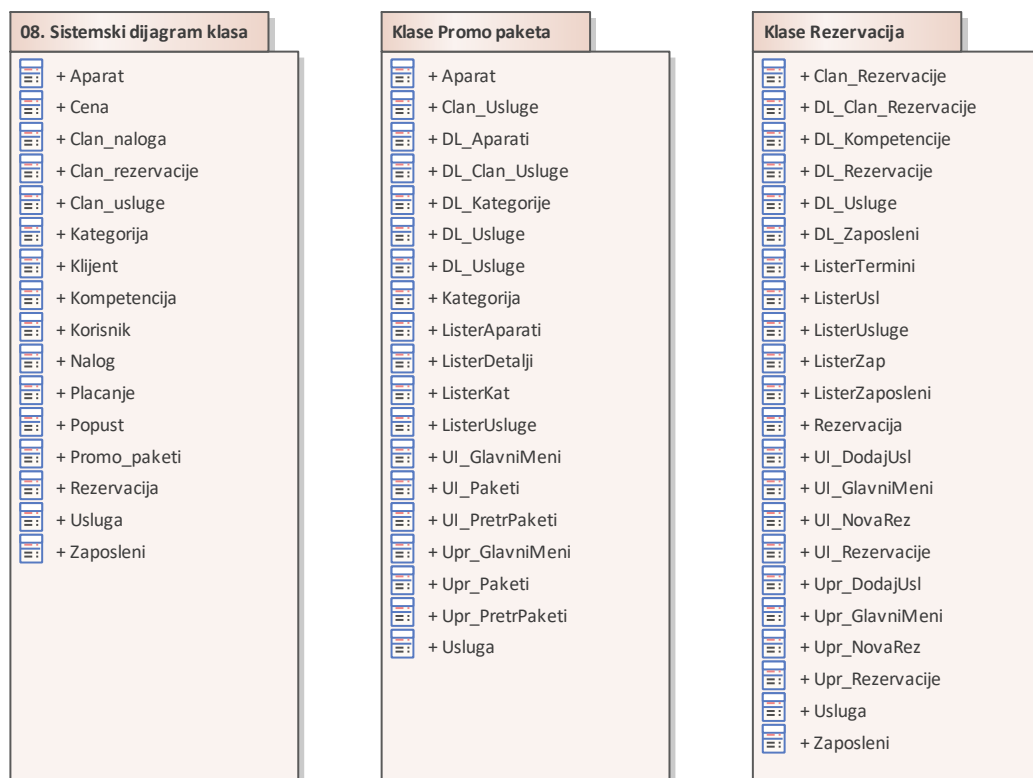 08. Sistemski dijagram klasa
+ Aparat
+ Cena
+ Clan_naloga
+ Clan_rezervacije
+ Clan_usluge
+ Kategorija
+ Klijent
+ Kompetencija
+ Korisnik
+ Nalog
+ Placanje
+ Popust
+ Promo_paketi
+ Rezervacija
+ Usluga
+ Zaposleni
Klase Promo paketa
+ Aparat
+ Clan_Usluge
+ DL_Aparati
+ DL_Clan_Usluge
+ DL_Kategorije
+ DL_Usluge
+ DL_Usluge
+ Kategorija
+ ListerAparati
+ ListerDetalji
+ ListerKat
+ ListerUsluge
+ UI_GlavniMeni
+ UI_Paketi
+ UI_PretrPaketi
+ Upr_GlavniMeni
+ Upr_Paketi
+ Upr_PretrPaketi
+ Usluga
Klase Rezervacija
+ Clan_Rezervacije
+ DL_Clan_Rezervacije
+ DL_Kompetencije
+ DL_Rezervacije
+ DL_Usluge
+ DL_Zaposleni
+ ListerTermini
+ ListerUsl
+ ListerUsluge
+ ListerZap
+ ListerZaposleni
+ Rezervacija
+ UI_DodajUsl
+ UI_GlavniMeni
+ UI_NovaRez
+ UI_Rezervacije
+ Upr_DodajUsl
+ Upr_GlavniMeni
+ Upr_NovaRez
+ Upr_Rezervacije
+ Usluga
+ Zaposleni